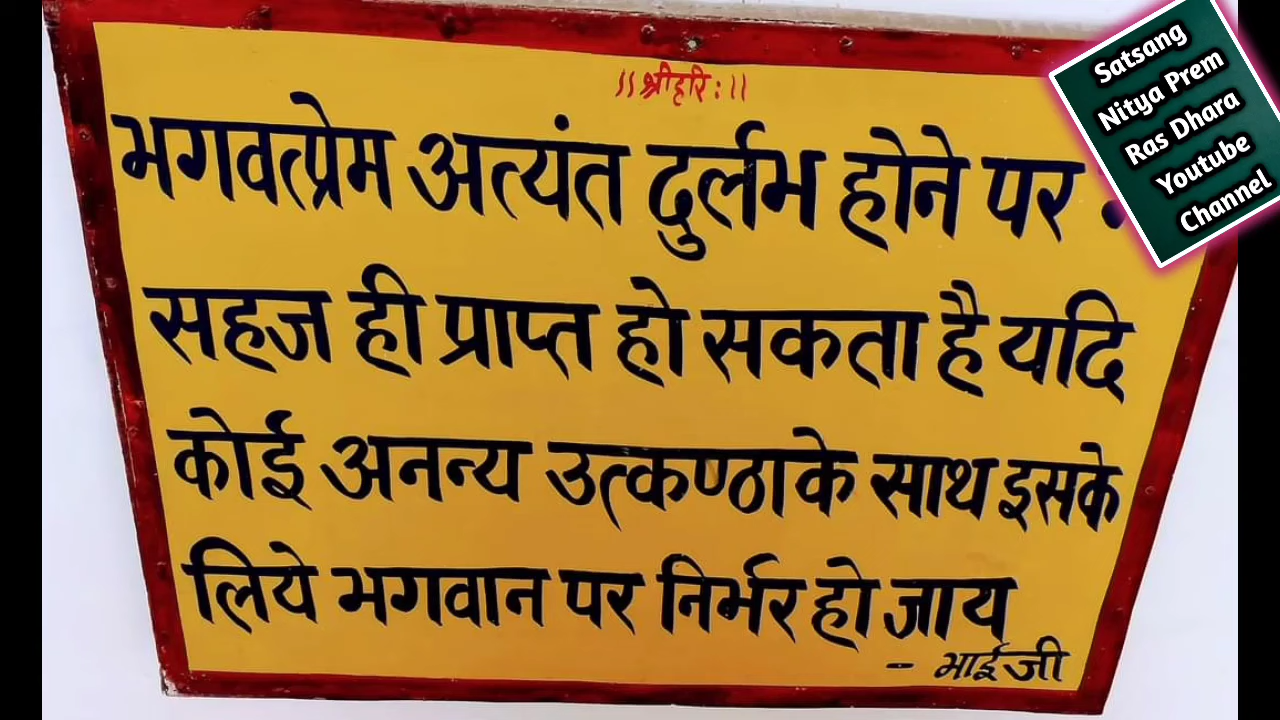 ॥श्रीहरिः॥
भगवत्प्रेम अत्यंत दुर्लभ होने पर
सहज ही प्राप्त हो सकता है यदि
कोई अनन्य उत्कण्ठाके साथ इसके
लिये भगवान पर निर्भर हो जाय
- भाईजी
Satsang
Nitya Prem
Ras Dhara
Youtube
Channel